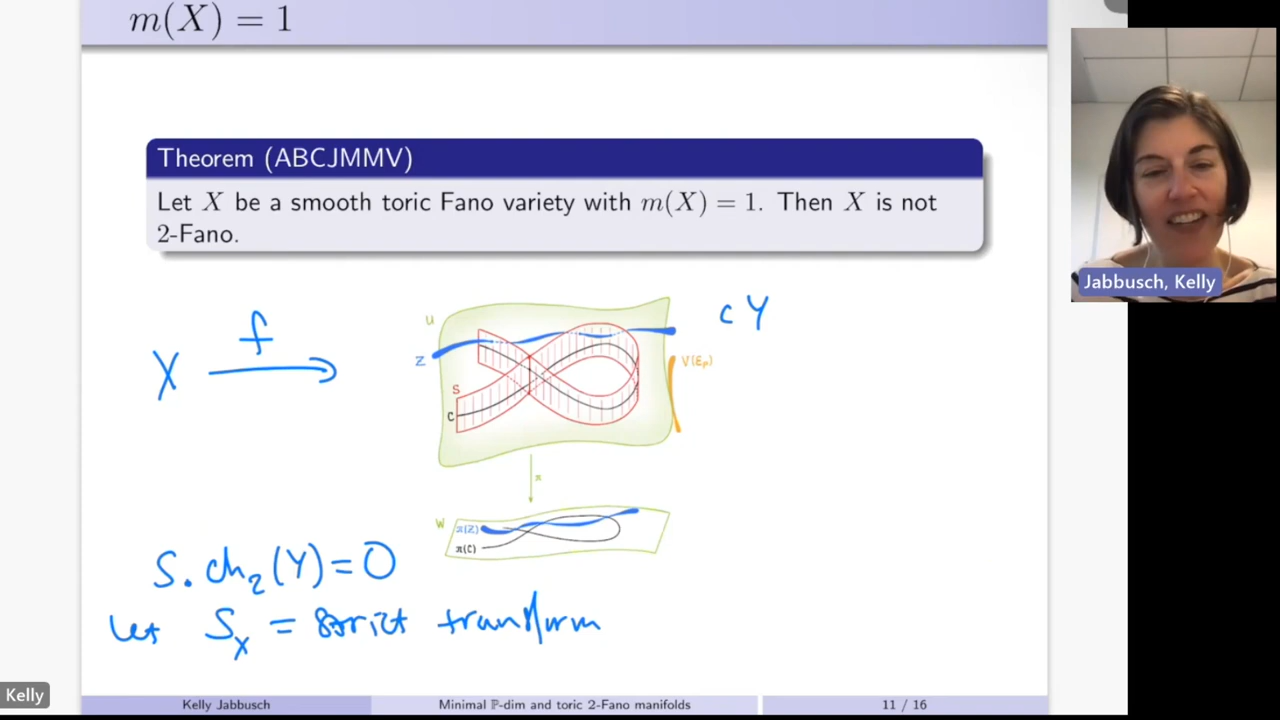 m(X) = 1
Theorem (ABCJMMV)
Let X be a smooth toric Fano variety with m(X) = 1. Then X is not
2-Fano.
X f
U
Z
S
C
V(E_P)
⊂ Y
π
W
π(Z)
π(C)
S. ch₂(Y) = 0
Let S_X = strict transform
Jabbusch, Kelly
Kelly
Kelly Jabbusch
Minimal ℙ-dim and toric 2-Fano manifolds
11 / 16